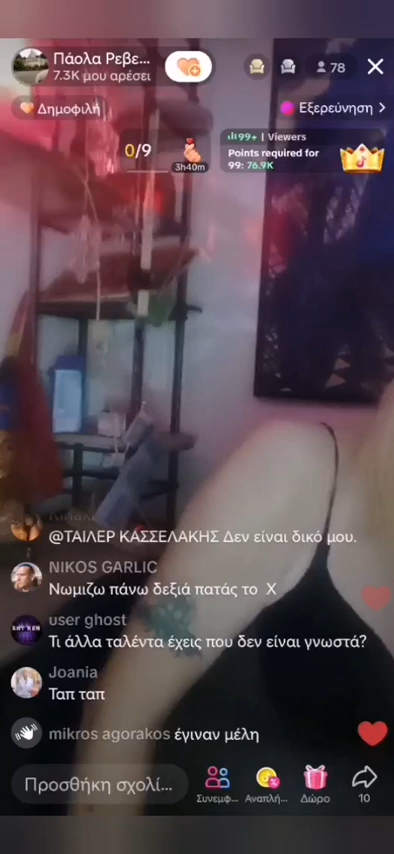 Πάολα Ρεβε...
7.3K μου αρέσει
78
Δημοφιλή
Εξερεύνηση
0/9
3h40m
99+ | Viewers
Points required for
99: 76.9K
@ΤΑΙΛΕΡ ΚΑΣΣΕΛΑΚΗΣ Δεν είναι δικό μου.
NIKOS GARLIC
Νομιζω πάνω δεξιά πατάς το Χ
user ghost
Τι άλλα ταλέντα έχεις που δεν είναι γνωστά?
Joania
Ταπ ταπ
mikros agorakos έγιναν μέλη
Προσθήκη σχολί...
Συνεμφ...
Αναπλή...
Δώρο
10